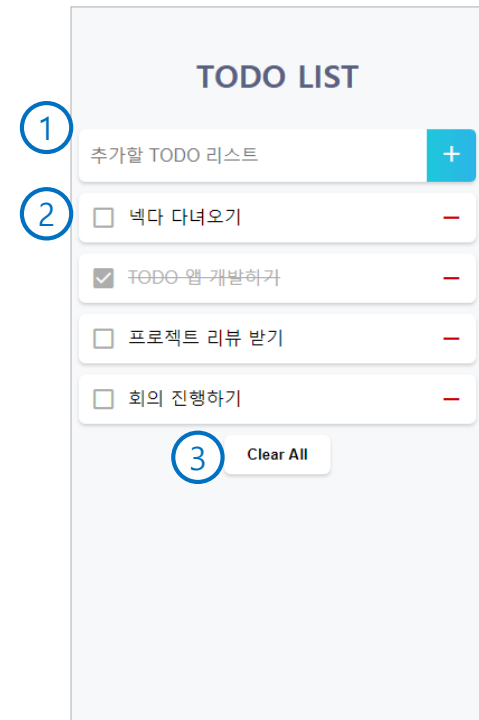 TODO LIST
1
추가할 TODO 리스트 +
2
넥다 다녀오기
TODO 앱 개발하기
프로젝트 리뷰 받기
회의 진행하기
3
Clear All